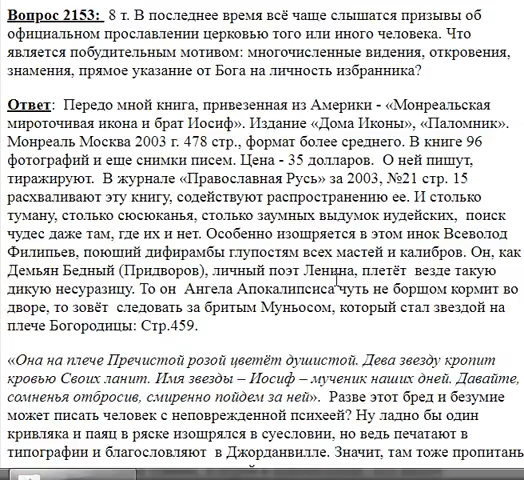 Вопрос 2153: 8 т. В последнее время всё чаще слышатся призывы об
официальном прославлении церковью того или иного человека. Что
является побудительным мотивом: многочисленные видения, откровения,
знамения, прямое указание от Бога на личность избранника?
Ответ: Передо мной книга, привезенная из Америки - «Монреальская
мироточивая икона и брат Иосиф». Издание «Дома Иконы», «Паломник».
Монреаль Москва 2003 г. 478 стр., формат более среднего. В книге 96
фотографий и еше снимки писем. Цена - 35 долларов. О ней пишут,
тиражируют. В журнале «Православная Русь» за 2003, №21 стр. 15
расхваливают эту книгу, содействуют распространению ее. И столько
туману, столько сюсюканья, столько заумных выдумок иудейских, поиск
чудес даже там, где их и нет. Особенно изощряется в этом инок Всеволод
Филипьев, поющий дифирамбы глупостям всех мастей и калибров. Он, как
Демьян Бедный (Придворов), личный поэт Ленина, плетёт везде такую
дикую несуразицу. То он Ангела Апокалипсиса чуть не борщом кормит во
дворе, то зовёт следовать за бритым Муньосом, который стал звездой на
плече Богородицы: Стр.459.
«Она на плече Пречистой розой цветёт душистой. Дева звезду кропит
кровью Своих ланит. Имя звезды – Иосиф – мученик наших дней. Давайте,
сомненья отбросив, смиренно пойдем за ней». Разве этот бред и безумие
может писать человек с неповрежденной психеей? Ну ладно бы один
кривляка и паяц в ряске изощрялся в суесловии, но ведь печатают в
типографии и благословляют в Джорданвилле. Значит, там тоже пропитань